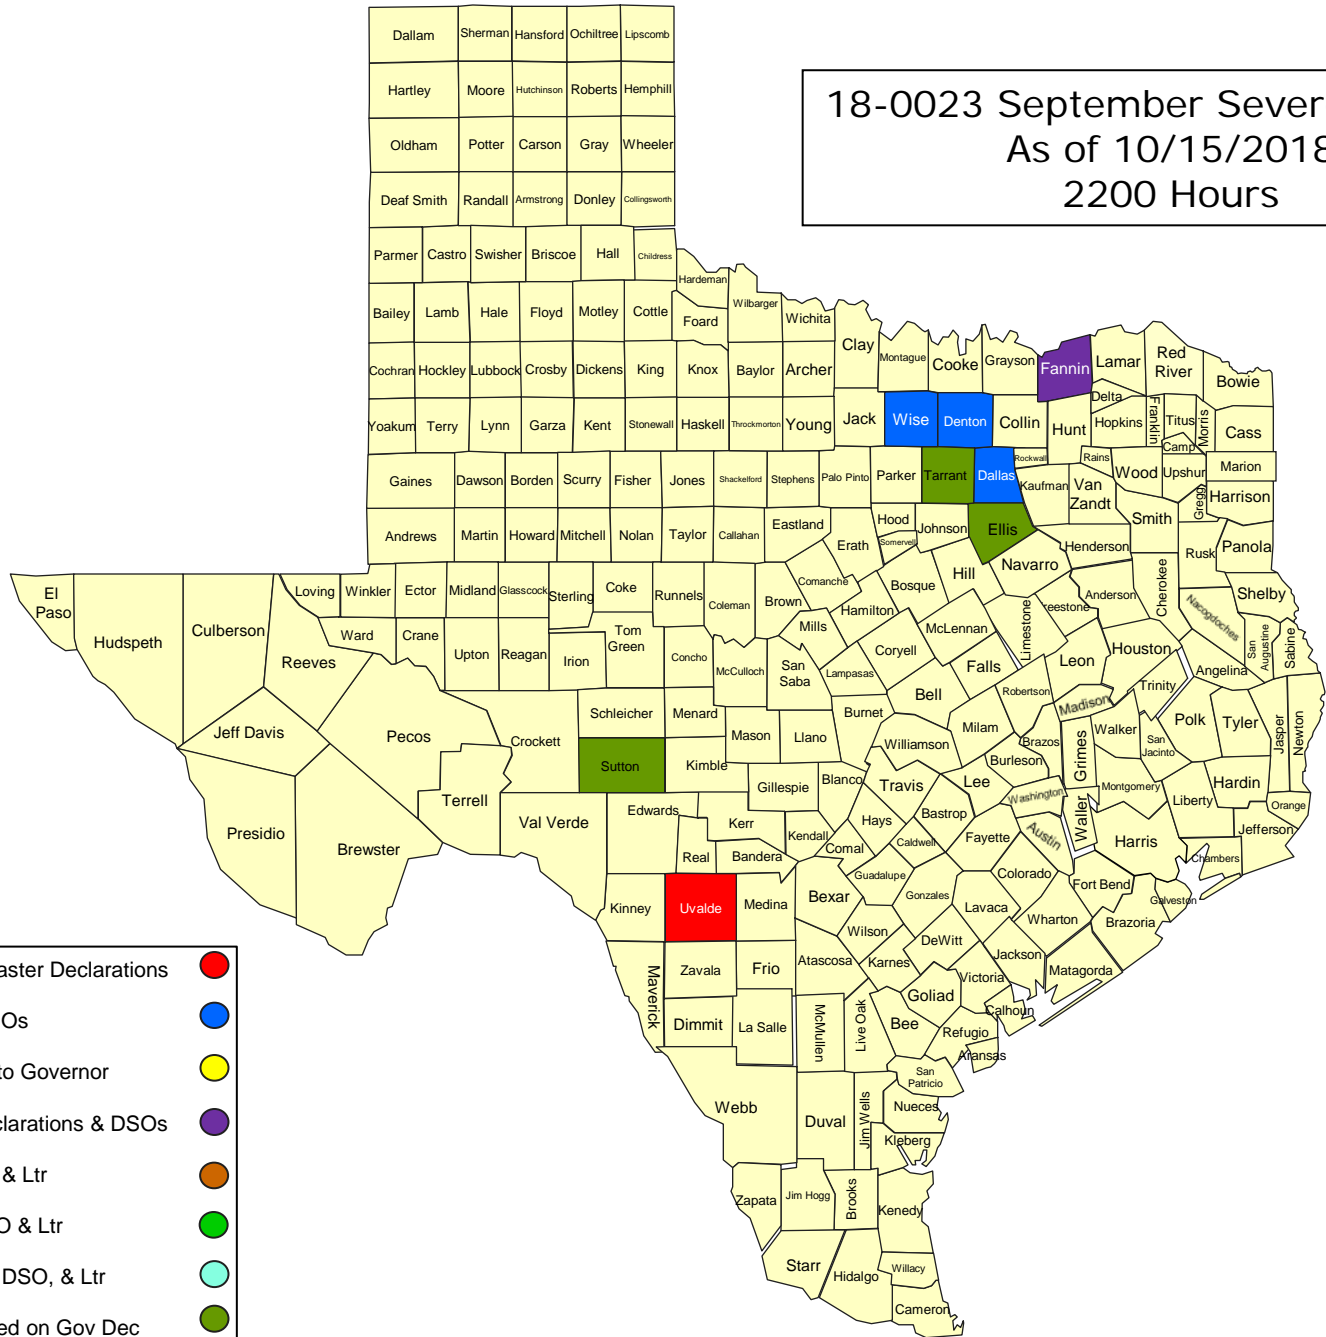 Dallam Sherman Hansford Ochiltree Lipscomb
Hartley Moore Hutchinson Roberts Hemphill
18-0023 September Sever
As of 10/15/2018
2200 Hours
Oldham Potter Carson Gray Wheeler
Deaf Smith Randall Armstrong Donley Collingsworth
Parmer Castro Swisher Briscoe Hall Childress
Hardeman
Bailey Lamb Hale Floyd Motley Cottle Foard Wilbarger Wichita
Clay Montague Cooke Grayson Fannin Lamar Red River Bowie
Cochran Hockley Lubbock Crosby Dickens King Knox Baylor Archer
Delta
Yoakum Terry Lynn Garza Kent Stonewall Haskell Throckmorton Young Jack Wise Denton Collin Hunt Hopkins Franklin Titus Morris Cass
Camp
Rockwall Rains
Gaines Dawson Borden Scurry Fisher Jones Shackelford Stephens Palo Pinto Parker Tarrant Dallas Kaufman Van Zandt Wood Upshur Marion
Gregg Harrison
Andrews Martin Howard Mitchell Nolan Taylor Callahan Eastland Erath Hood Somervell Johnson Ellis Henderson Smith Rusk Panola
El Paso Hudspeth Culberson Loving Winkler Ector Midland Glasscock Sterling Coke Runnels Coleman Brown Comanche Hamilton Bosque Hill Navarro Anderson Cherokee Shelby
Reeves Ward Crane Upton Reagan Irion Tom Green Concho McCulloch San Saba Mills Lampasas Coryell McLennan Limestone reestone Falls Leon Houston Nacogdoches San Augustine Sabine
Angelina Trinity
Jeff Davis Pecos Crockett Schleicher Menard Mason Llano Burnet Bell Milam Robertson Madison Brazos Grimes Walker San Jacinto Polk Tyler Jasper Newton
Sutton Kimble Gillespie Blanco Williamson Travis Lee Burleson Washington Waller Montgomery Liberty Hardin Orange
Presidio Brewster Terrell Val Verde Edwards Kerr Kendall Hays Comal Caldwell Bastrop Fayette Austin Harris Jefferson Chambers
Real Bandera Guadalupe Gonzales Colorado Fort Bend Galveston
Kinney Uvalde Medina Bexar Wilson Lavaca Wharton Brazoria
Maverick Zavala Frio Atascosa Karnes DeWitt Jackson Matagorda
Dimmit La Salle McMullen Live Oak Bee Goliad Victoria Calhoun
Refugio Aransas
San Patricio
Webb Duval Jim Wells Nueces
Kleberg
Zapata Jim Hogg Brooks Kenedy
Starr Hidalgo Willacy
Cameron
aster Declarations
Os
to Governor
clarations & DSOs
& Ltr
O & Ltr
DSO, & Ltr
ed on Gov Dec